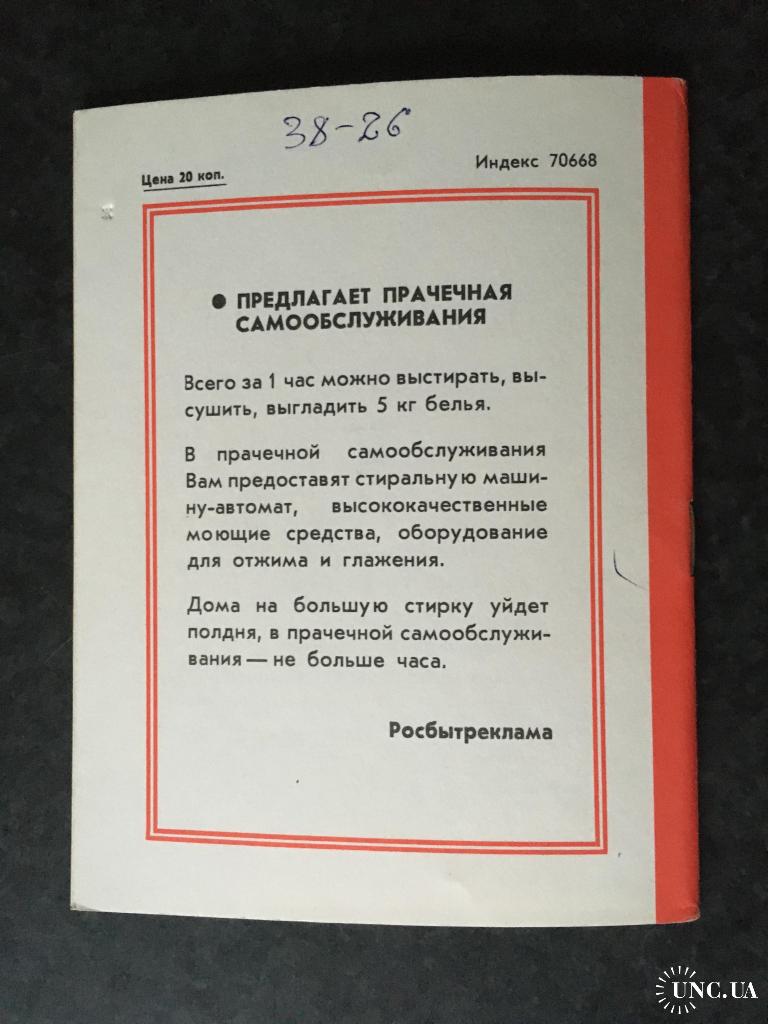 38-26
Цена 20 коп.
Индекс 70668
● ПРЕДЛАГАЕТ ПРАЧЕЧНАЯ
САМООБСЛУЖИВАНИЯ
Всего за 1 час можно выстирать, вы-
сушить, выгладить 5 кг белья.
В прачечной самообслуживания
Вам предоставят стиральную маши-
ну-автомат, высококачественные
моющие средства, оборудование
для отжима и глажения.
Дома на большую стирку уйдет
полдня, в прачечной самообслужи-
вания — не больше часа.
Росбытреклама
UNC.UA